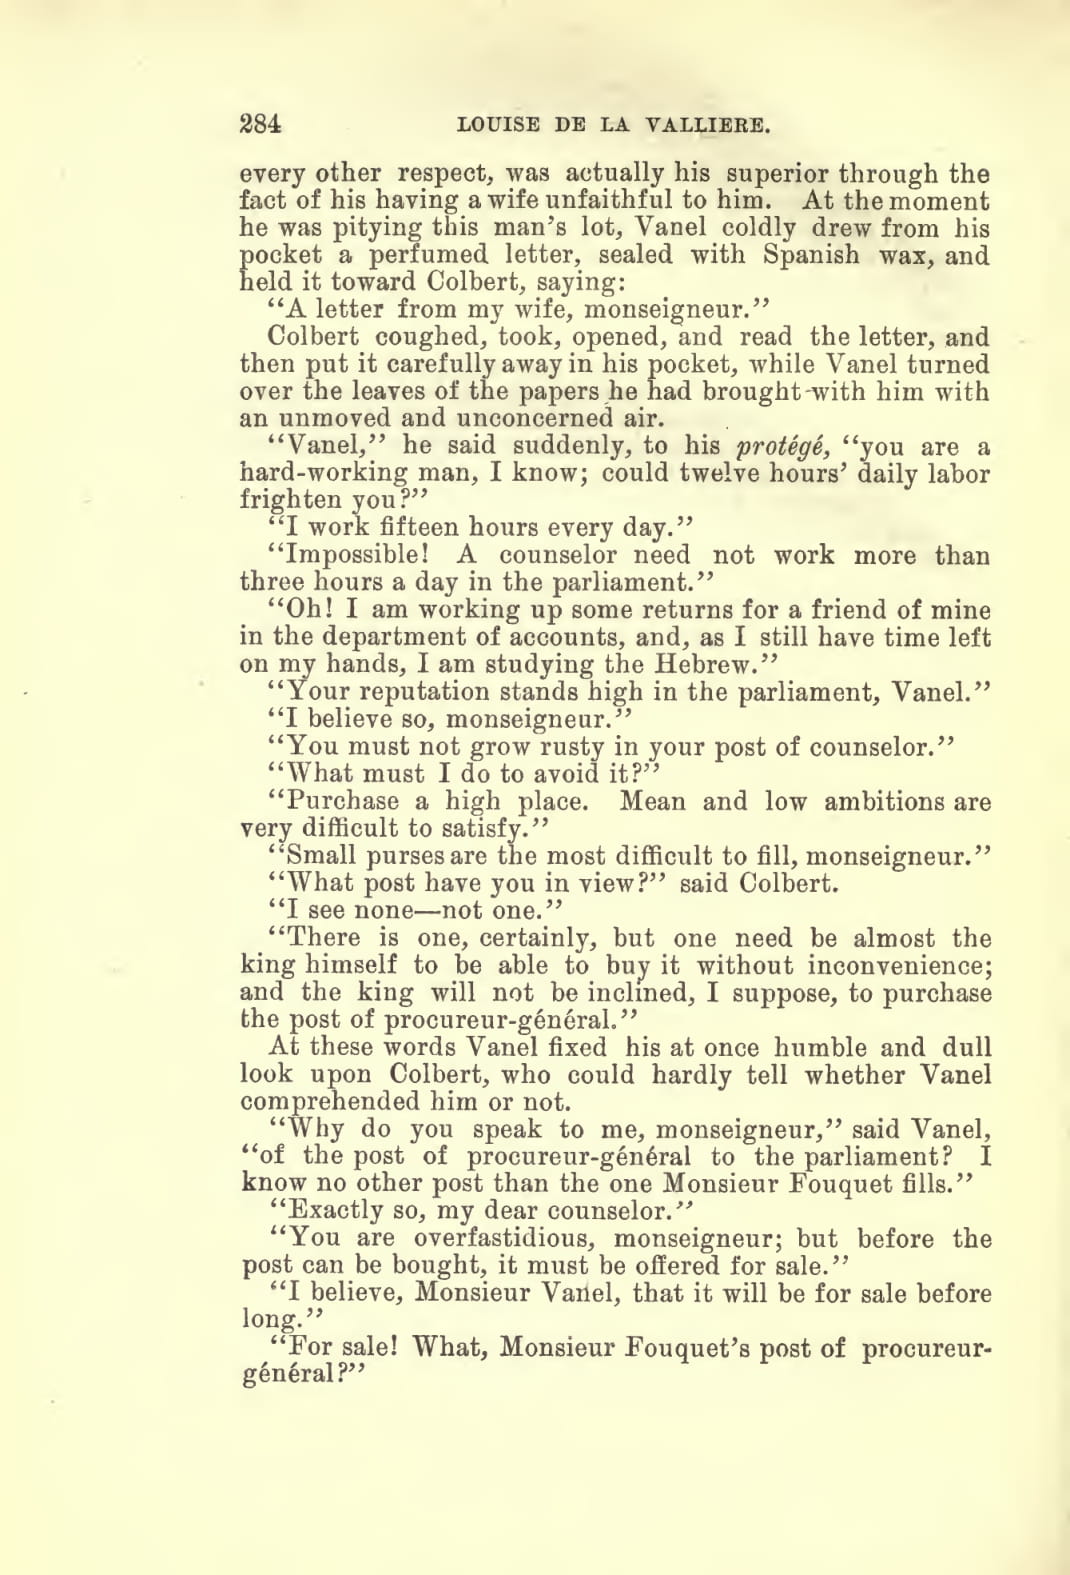 284 LOUISE DE LA VALLIERE.
every other respect, was actually his superior through the
fact of his having a wife unfaithful to him. At the moment
he was pitying this man's lot, Vanel coldly drew from his
pocket a perfumed letter, sealed with Spanish wax, and
held it toward Colbert, saying:
“A letter from my wife, monseigneur.”
Colbert coughed, took, opened, and read the letter, and
then put it carefully away in his pocket, while Vanel turned
over the leaves of the papers he had brought with him with
an unmoved and unconcerned air.
“Vanel,” he said suddenly, to his protégé, “you are a
hard-working man, I know; could twelve hours’ daily labor
frighten you?”
“I work fifteen hours every day.”
“Impossible! A counselor need not work more than
three hours a day in the parliament.”
“Oh! I am working up some returns for a friend of mine
in the department of accounts, and, as I still have time left
on my hands, I am studying the Hebrew.”
“Your reputation stands high in the parliament, Vanel.”
“I believe so, monseigneur.”
“You must not grow rusty in your post of counselor.”
“What must I do to avoid it?”
“Purchase a high place. Mean and low ambitions are
very difficult to satisfy.”
“Small purses are the most difficult to fill, monseigneur.”
“What post have you in view?” said Colbert.
“I see none—not one.”
“There is one, certainly, but one need be almost the
king himself to be able to buy it without inconvenience;
and the king will not be inclined, I suppose, to purchase
the post of procureur-général.”
At these words Vanel fixed his at once humble and dull
look upon Colbert, who could hardly tell whether Vanel
comprehended him or not.
“Why do you speak to me, monseigneur,” said Vanel,
“of the post of procureur-général to the parliament? I
know no other post than the one Monsieur Fouquet fills.”
“Exactly so, my dear counselor.”
“You are overfastidious, monseigneur; but before the
post can be bought, it must be offered for sale.”
“I believe, Monsieur Vanel, that it will be for sale before
long.”
“For sale! What, Monsieur Fouquet’s post of procureur-
général?”